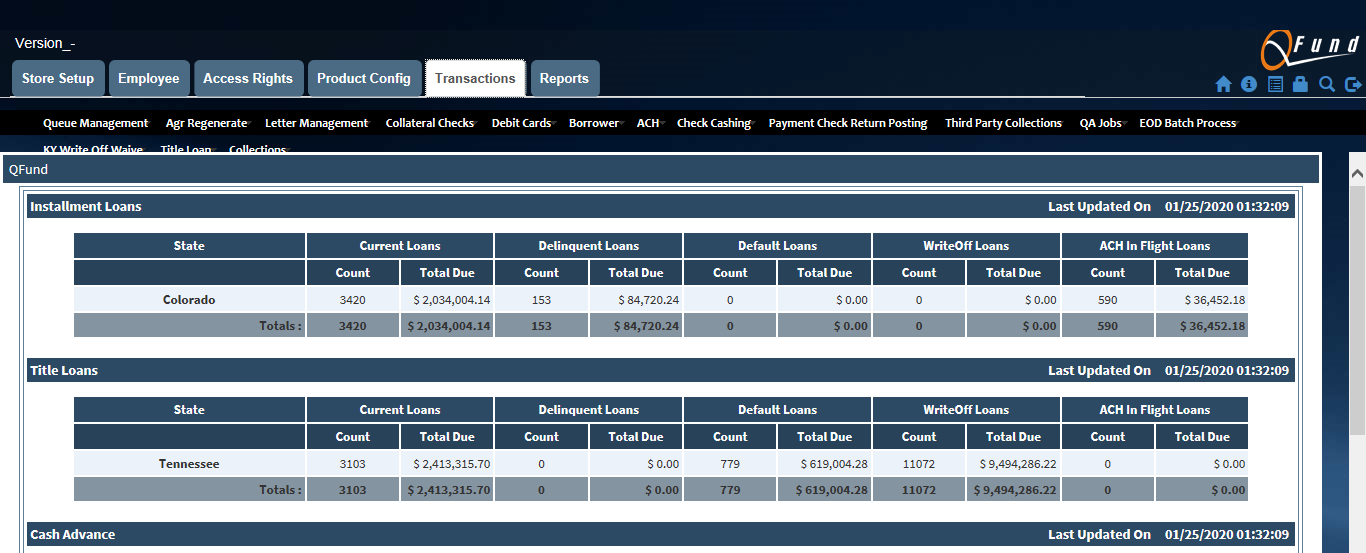 Version_-
QFund
Store Setup Employee Access Rights Product Config Transactions Reports
Queue Management Agr Regenerate Letter Management Collateral Checks Debit Cards Borrower ACH Check Cashing Payment Check Return Posting Third Party Collections QA Jobs EOD Batch Process
KY Write Off Waive Title Loan Collections
QFund
Installment Loans Last Updated On 01/25/2020 01:32:09
State Current Loans Delinquent Loans Default Loans WriteOff Loans ACH In Flight Loans
Count Total Due Count Total Due Count Total Due Count Total Due Count Total Due
Colorado 3420 $ 2,034,004.14 153 $ 84,720.24 0 $ 0.00 0 $ 0.00 590 $ 36,452.18
Totals : 3420 $ 2,034,004.14 153 $ 84,720.24 0 $ 0.00 0 $ 0.00 590 $ 36,452.18
Title Loans Last Updated On 01/25/2020 01:32:09
State Current Loans Delinquent Loans Default Loans WriteOff Loans ACH In Flight Loans
Count Total Due Count Total Due Count Total Due Count Total Due Count Total Due
Tennessee 3103 $ 2,413,315.70 0 $ 0.00 779 $ 619,004.28 11072 $ 9,494,286.22 0 $ 0.00
Totals : 3103 $ 2,413,315.70 0 $ 0.00 779 $ 619,004.28 11072 $ 9,494,286.22 0 $ 0.00
Cash Advance Last Updated On 01/25/2020 01:32:09